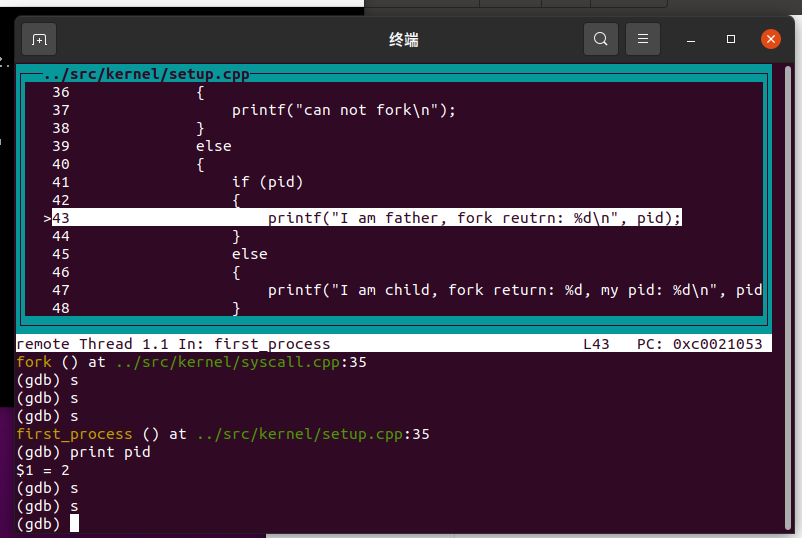 终端
2.
../src/kernel/setup.cpp
36 {
37 printf("can not fork\n");
38 }
39 else
40 {
41 if (pid)
42 {
>43 printf("I am father, fork reutrn: %d\n", pid);
44 }
45 else
46 {
47 printf("I am child, fork return: %d, my pid: %d\n", pid
48 }
remote Thread 1.1 In: first_process L43 PC: 0xc0021053
fork () at ../src/kernel/syscall.cpp:35
(gdb) s
(gdb) s
(gdb) s
first_process () at ../src/kernel/setup.cpp:35
(gdb) print pid
$1 = 2
(gdb) s
(gdb) s
(gdb)